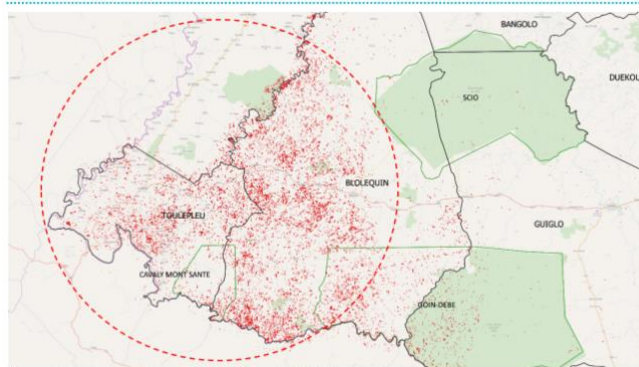 BANGOLO
DUEKOU
SCIO
BLOLEQUIN
TOULEPLEU
GUIGLO
CAVALLY MONT SANTE
GOIN-DEBE